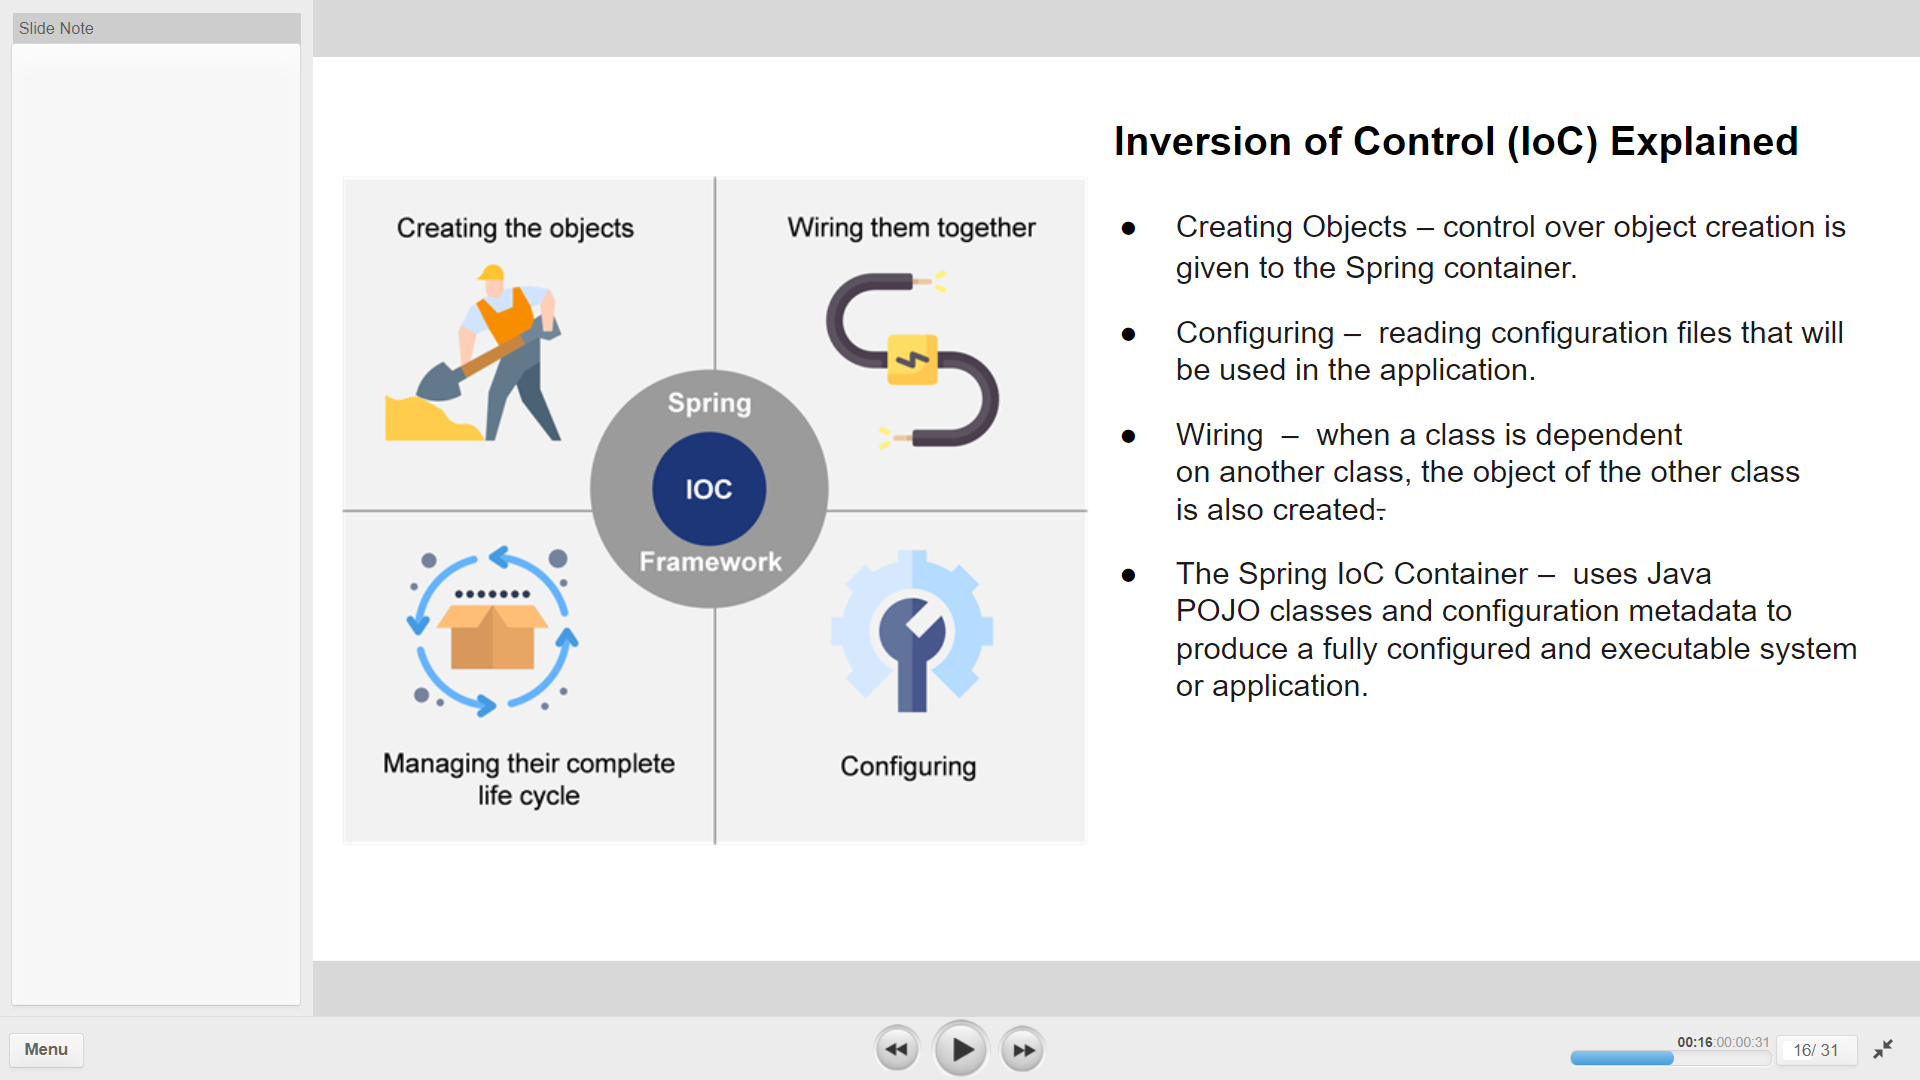 Slide Note
Inversion of Control (IoC) Explained
Creating the objects
Wiring them together
Spring
IOC
Framework
Managing their complete
life cycle
Configuring
● Creating Objects – control over object creation is
given to the Spring container.
● Configuring – reading configuration files that will
be used in the application.
● Wiring – when a class is dependent
on another class, the object of the other class
is also created.
● The Spring IoC Container – uses Java
POJO classes and configuration metadata to
produce a fully configured and executable system
or application.
Menu
00:16:00:00:31
16/ 31